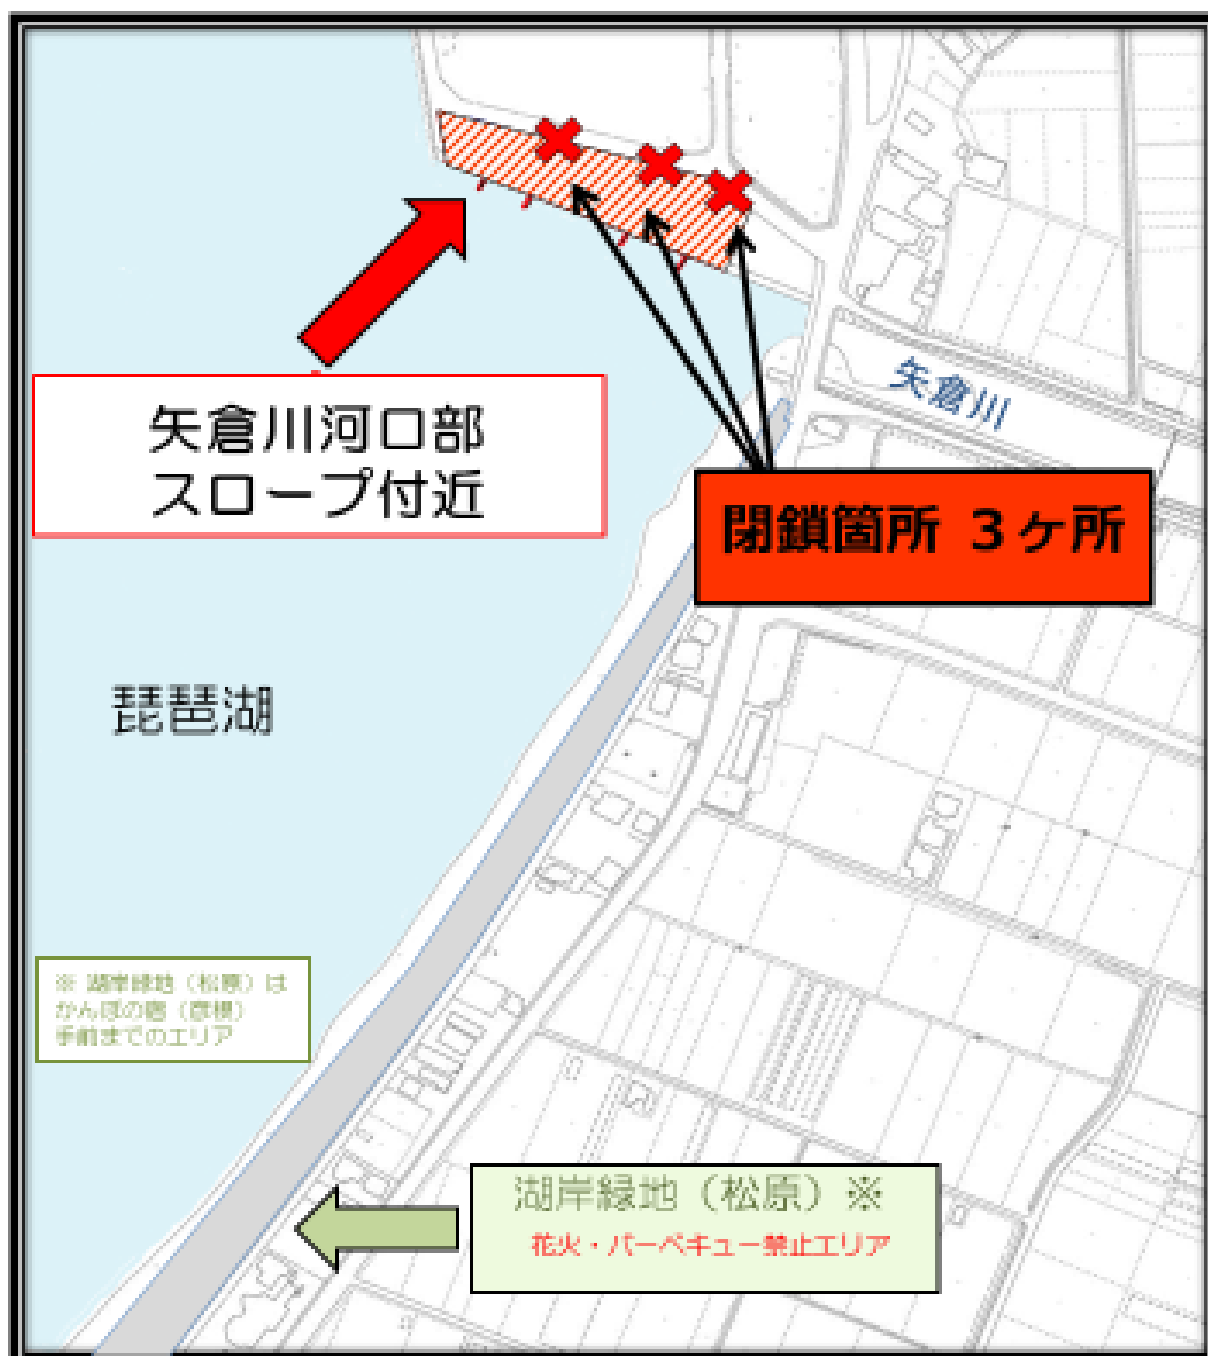 矢倉川
矢倉川河口部
スロープ付近
閉鎖箇所 3ヶ所
琵琶湖
※ 湖岸緑地（松原）は
かんぽの宿（彦根）
手前までのエリア
湖岸緑地（松原）※
花火・バーベキュー禁止エリア